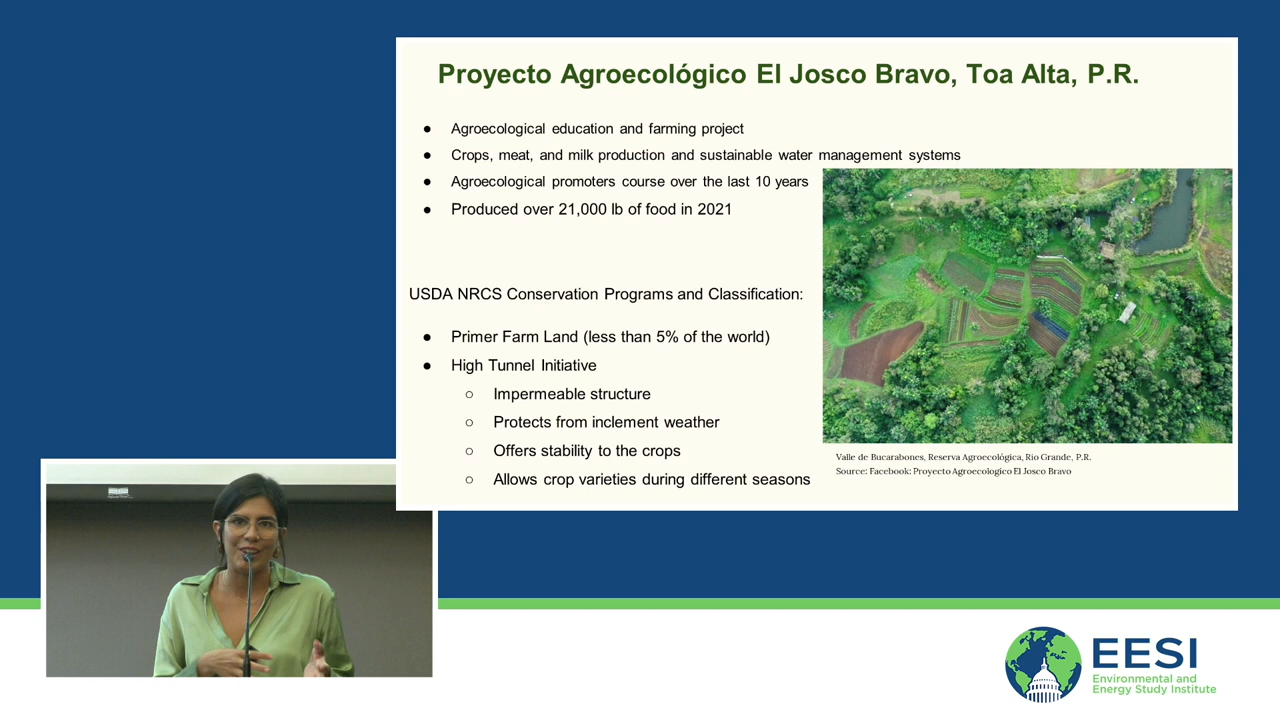 Proyecto Agroecológico El Josco Bravo, Toa Alta, P.R.
● Agroecological education and farming project
● Crops, meat, and milk production and sustainable water management systems
● Agroecological promoters course over the last 10 years
● Produced over 21,000 lb of food in 2021
USDA NRCS Conservation Programs and Classification:
● Primer Farm Land (less than 5% of the world)
● High Tunnel Initiative
○ Impermeable structure
○ Protects from inclement weather
○ Offers stability to the crops
○ Allows crop varieties during different seasons
Valle de Bucarabones, Reserva Agroecológica, Rio Grande, P.R.
Source: Facebook: Proyecto Agroecologico El Josco Bravo
EESI
Environmental and
Energy Study Institute